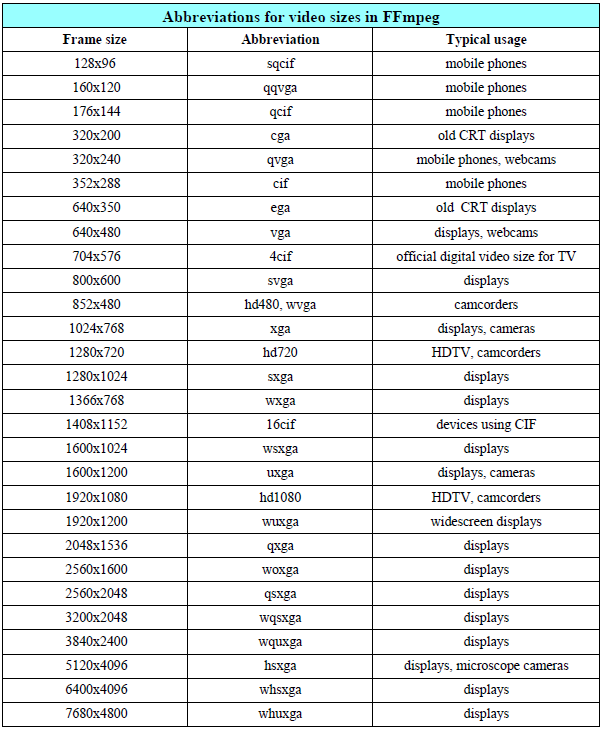 Abbreviations for video sizes in FFmpeg
Frame size Abbreviation Typical usage
128x96 sqcif mobile phones
160x120 qqvga mobile phones
176x144 qcif mobile phones
320x200 cga old CRT displays
320x240 qvga mobile phones, webcams
352x288 cif mobile phones
640x350 ega old  CRT displays
640x480 vga displays, webcams
704x576 4cif official digital video size for TV
800x600 svga displays
852x480 hd480, wvga camcorders
1024x768 xga displays, cameras
1280x720 hd720 HDTV, camcorders
1280x1024 sxga displays
1366x768 wxga displays
1408x1152 16cif devices using CIF
1600x1024 wsxga displays
1600x1200 uxga displays, cameras
1920x1080 hd1080 HDTV, camcorders
1920x1200 wuxga widescreen displays
2048x1536 qxga displays
2560x1600 woxga displays
2560x2048 qsxga displays
3200x2048 wqsxga displays
3840x2400 wquxga displays
5120x4096 hsxga displays, microscope cameras
6400x4096 whsxga displays
7680x4800 whuxga displays